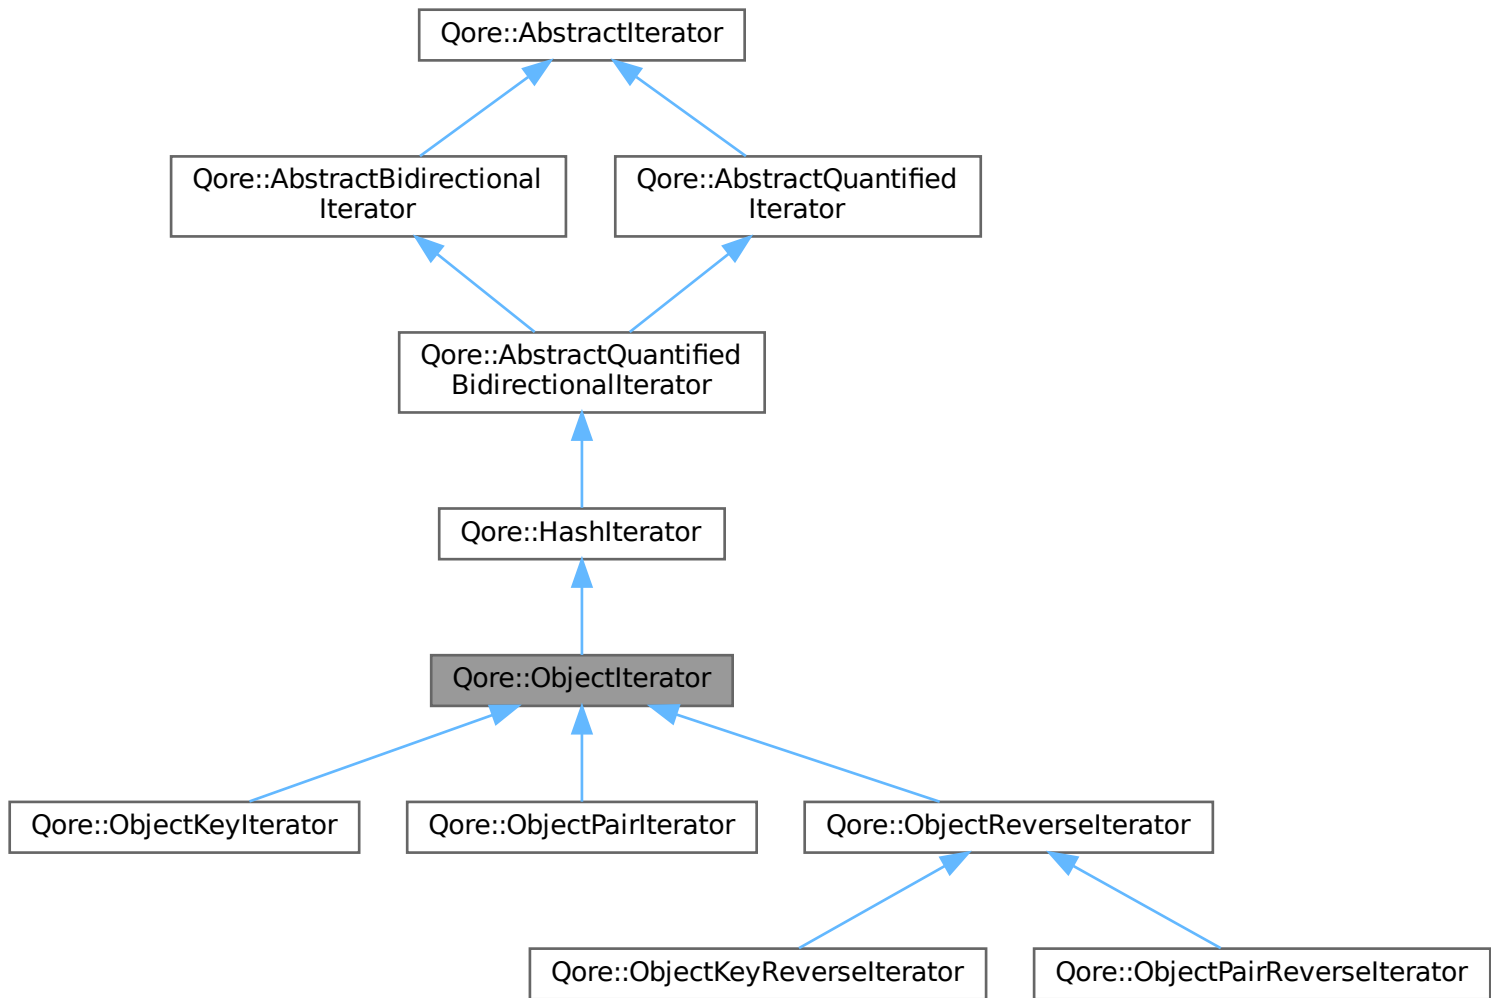 Qore::AbstractIterator
Qore::AbstractBidirectional
Iterator
Qore::AbstractQuantified
Iterator
Qore::AbstractQuantified
BidirectionalIterator
Qore::HashIterator
Qore::ObjectIterator
Qore::ObjectKeyIterator
Qore::ObjectPairIterator
Qore::ObjectReverseIterator
Qore::ObjectKeyReverseIterator
Qore::ObjectPairReverseIterator